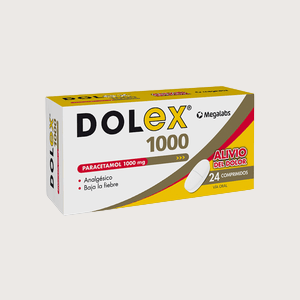 DOLEX®
1000
Megalabs
PARACETAMOL 1000 mg
Analgésico
Baja la fiebre
ALIVIO
DEL DOLOR
24 COMPRIMIDOS
VÍA ORAL